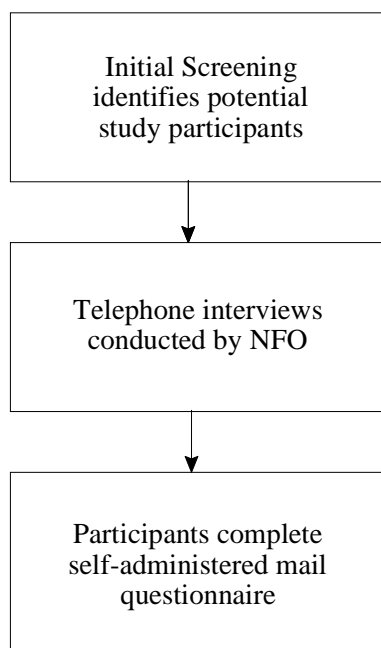 Initial Screening
identifies potential
study participants
Telephone interviews
conducted by NFO
Participants complete
self-administered mail
questionnaire